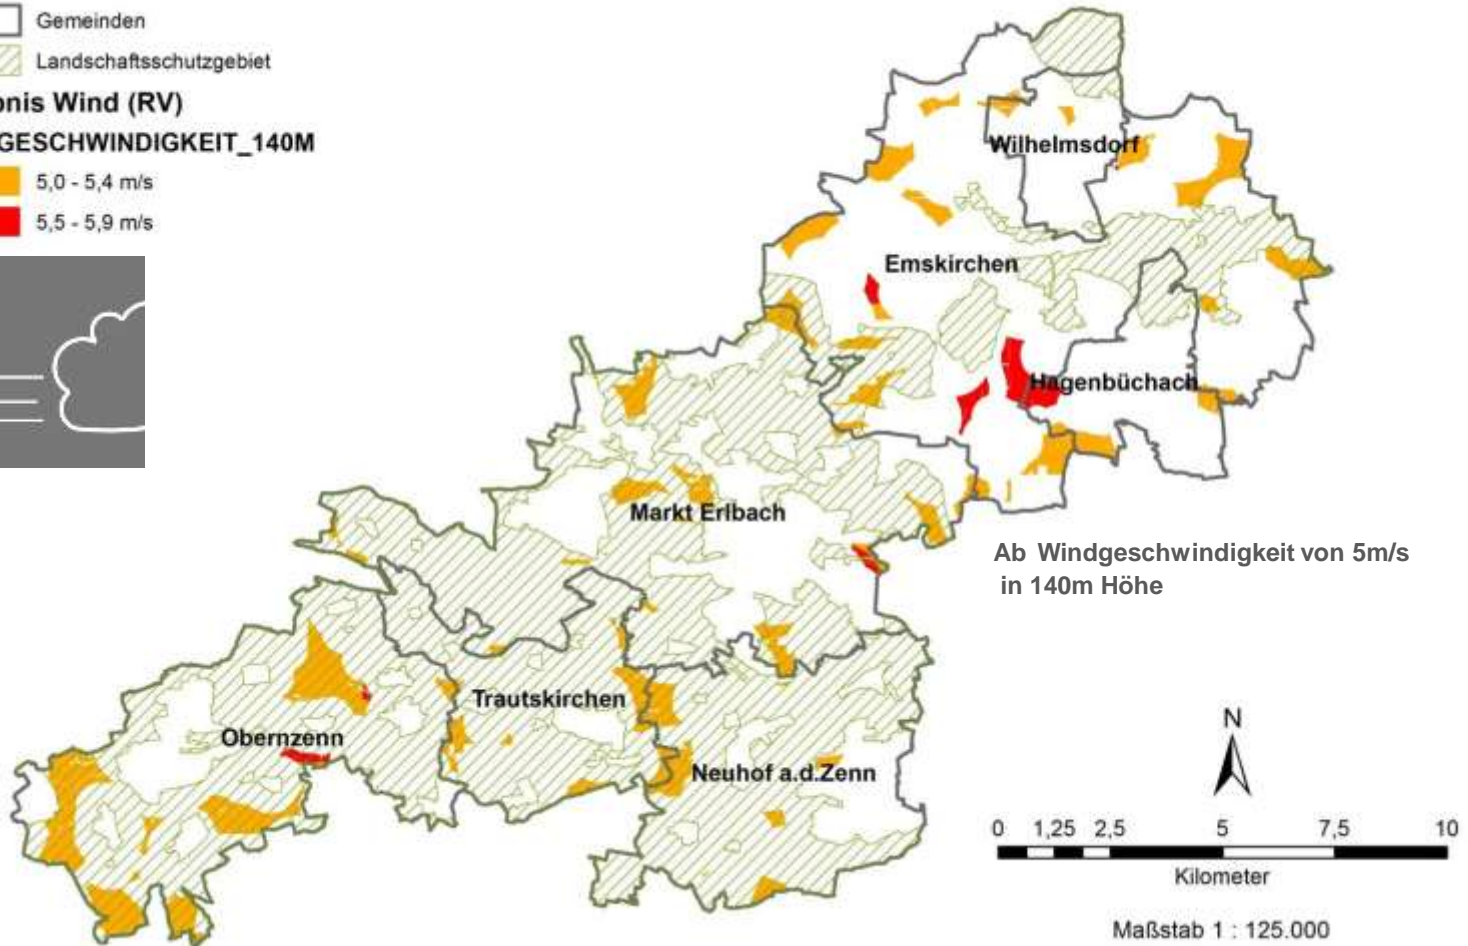 Gemeinden
Landschaftsschutzgebiet
bnis Wind (RV)
GESCHWINDIGKEIT_140M
5,0 - 5,4 m/s
5,5 - 5,9 m/s
Wilhelmsdorf
Emskirchen
Hagenbüchach
Markt Erlbach
Ab Windgeschwindigkeit von 5m/s
in 140m Höhe
Trautskirchen
Obernzenn
Neuhof a.d.Zenn
N
0 1,25 2,5 5 7,5 10
Kilometer
Maßstab 1 : 125.000